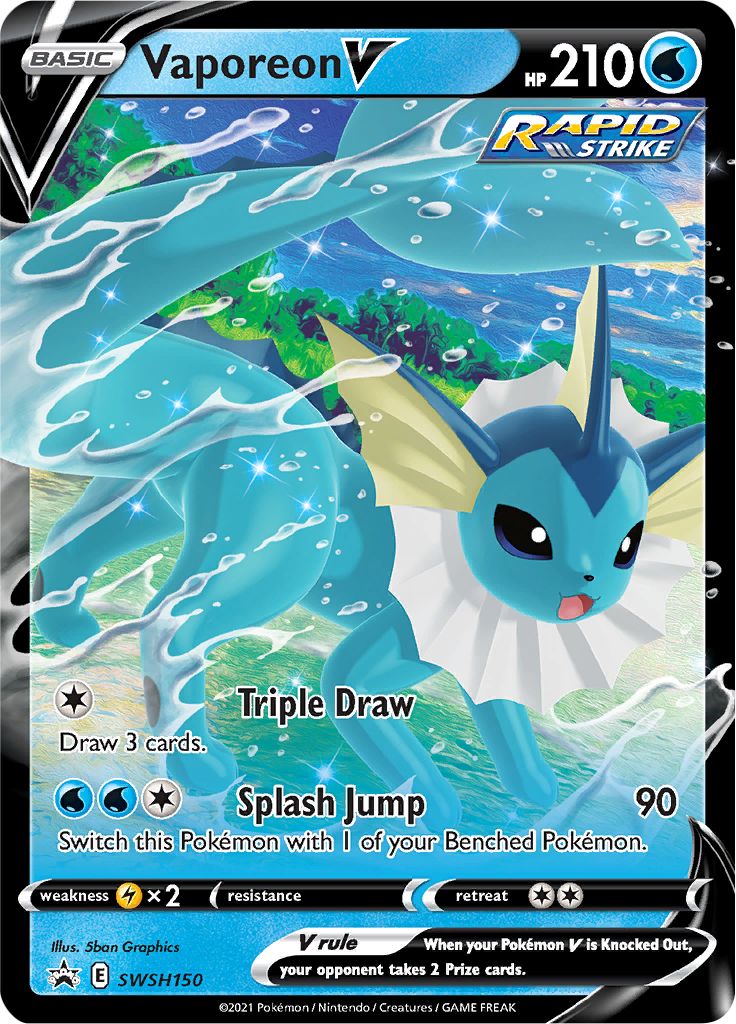 BASIC Vaporeon V HP 210
RAPID
STRIKE
Triple Draw
Draw 3 cards.
Splash Jump 90
Switch this Pokémon with 1 of your Benched Pokémon.
weakness ×2 resistance retreat
Illus. 5ban Graphics
V rule When your Pokémon V is Knocked Out,
your opponent takes 2 Prize cards.
PROMO E SWSH150
©2021 Pokémon / Nintendo / Creatures / GAME FREAK